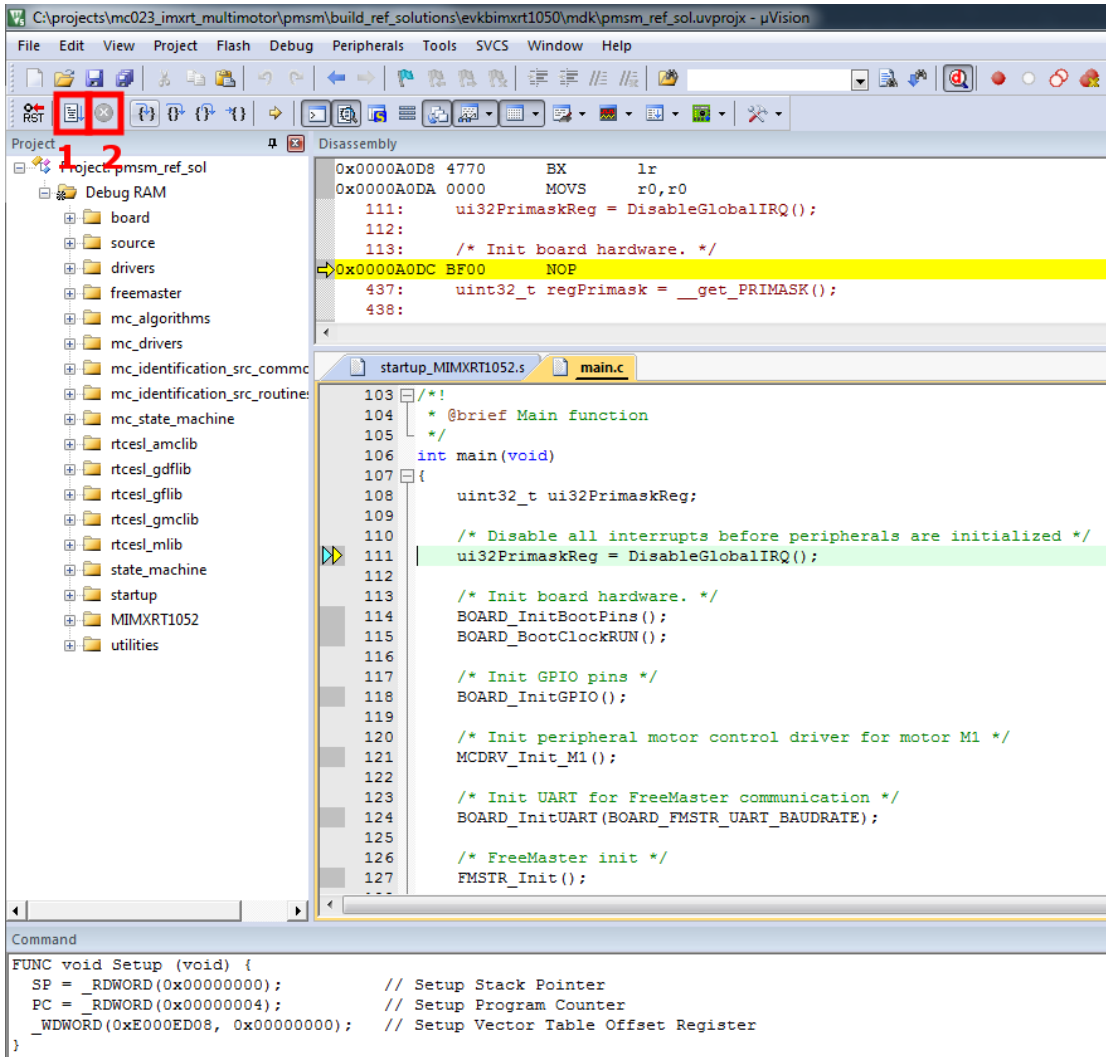 C:\projects\mc023_imxrt_multimotor\pmsm\build_ref_solutions\evkbimxrt1050\mdk\pmsm_ref_sol.uvprojx - µVision
File Edit View Project Flash Debug Peripherals Tools SVCS Window Help
RST
1 2
Project
Project: pmsm_ref_sol
Debug RAM
board
source
drivers
freemaster
mc_algorithms
mc_drivers
mc_identification_src_commc
mc_identification_src_routine
mc_state_machine
rtcesl_amclib
rtcesl_gdflib
rtcesl_gflib
rtcesl_gmclib
rtcesl_mlib
state_machine
startup
MIMXRT1052
utilities
Disassembly
0x0000A0D8 4770 BX lr
0x0000A0DA 0000 MOVS r0,r0
111: ui32PrimaskReg = DisableGlobalIRQ();
112:
113: /* Init board hardware. */
0x0000A0DC BF00 NOP
437: uint32_t regPrimask = __get_PRIMASK();
438:
startup_MIMXRT1052.s main.c
103 /*!
104 * @brief Main function
105 */
106 int main(void)
107 {
108 uint32_t ui32PrimaskReg;
109
110 /* Disable all interrupts before peripherals are initialized */
111 ui32PrimaskReg = DisableGlobalIRQ();
112
113 /* Init board hardware. */
114 BOARD_InitBootPins();
115 BOARD_BootClockRUN();
116
117 /* Init GPIO pins */
118 BOARD_InitGPIO();
119
120 /* Init peripheral motor control driver for motor M1 */
121 MCDRV_Init_M1();
122
123 /* Init UART for FreeMaster communication */
124 BOARD_InitUART(BOARD_FMSTR_UART_BAUDRATE);
125
126 /* FreeMaster init */
127 FMSTR_Init();
Command
FUNC void Setup (void) {
SP = _RDWORD(0x00000000); // Setup Stack Pointer
PC = _RDWORD(0x00000004); // Setup Program Counter
_WDWORD(0xE000ED08, 0x00000000); // Setup Vector Table Offset Register
}